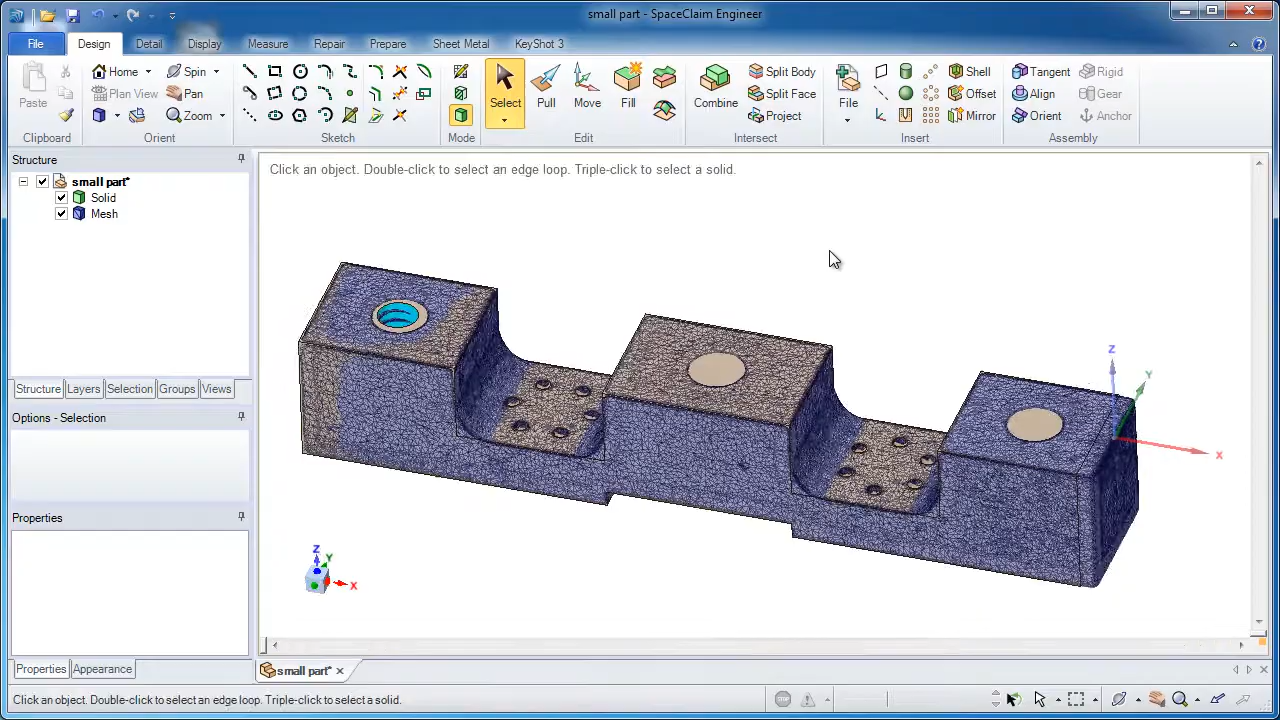 small part - SpaceClaim Engineer
File Design Detail Display Measure Repair Prepare Sheet Metal KeyShot 3
Paste
Clipboard
Home Spin
Plan View Pan
Zoom
Orient
Sketch
Mode
Select Pull Move Fill
Edit
Combine Split Body
Split Face
Project
Intersect
File Shell
Offset
Mirror
Insert
Tangent Rigid
Align Gear
Orient Anchor
Assembly
Structure
small part*
Solid
Mesh
Structure Layers Selection Groups Views
Options - Selection
Properties
Properties Appearance
Click an object. Double-click to select an edge loop. Triple-click to select a solid.
Z
Y
X
Z
Y
X
small part*
Click an object. Double-click to select an edge loop. Triple-click to select a solid.